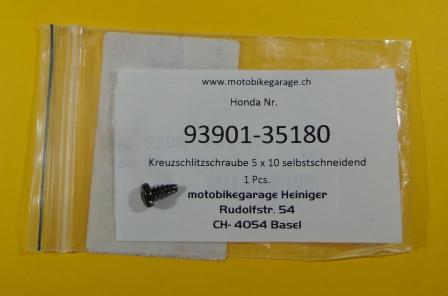 www.motobikegarage.ch
Honda Nr.
93901-35180
Kreuzschlitzschraube 5 x 10 selbstschneidend
1 Pcs.
motobikegarage Heiniger
Rudolfstr. 54
CH- 4054 Basel